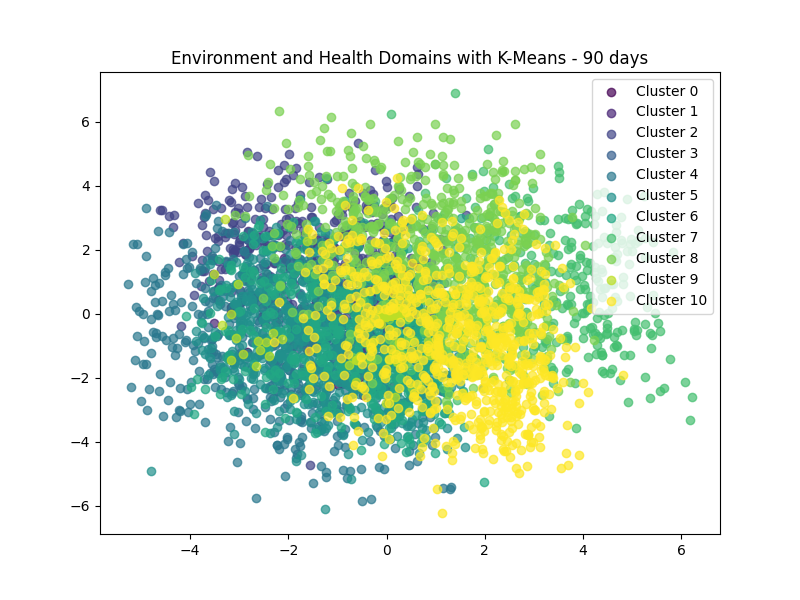 Environment and Health Domains with K-Means - 90 days
Cluster 0
Cluster 1
Cluster 2
Cluster 3
Cluster 4
Cluster 5
Cluster 6
Cluster 7
Cluster 8
Cluster 9
Cluster 10
6
4
2
0
−2
−4
−6
−4 −2 0 2 4 6